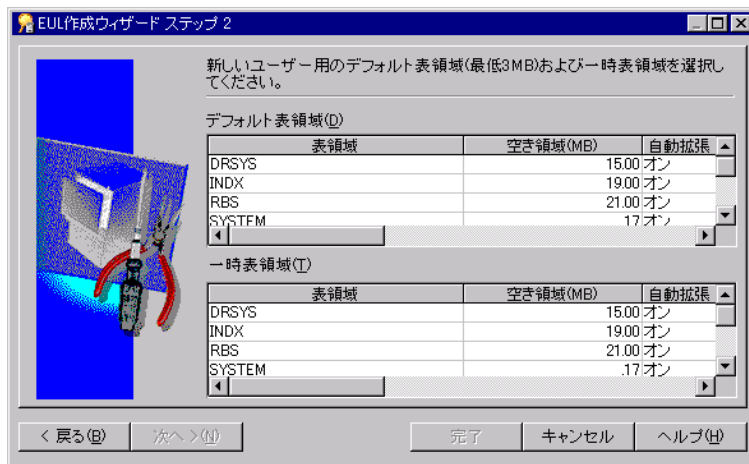 EUL作成ウィザード ステップ 2
新しいユーザー用のデフォルト表領域(最低3MB)および一時表領域を選択し
てください。
デフォルト表領域(D)
表領域 空き領域(MB) 自動拡張
DRSYS 15.00 オン
INDX 19.00 オン
RBS 21.00 オン
SYSTEM .17 オン
一時表領域(T)
表領域 空き領域(MB) 自動拡張
DRSYS 15.00 オン
INDX 19.00 オン
RBS 21.00 オン
SYSTEM .17 オン
< 戻る(B) 次へ >(N) 完了 キャンセル ヘルプ(H)